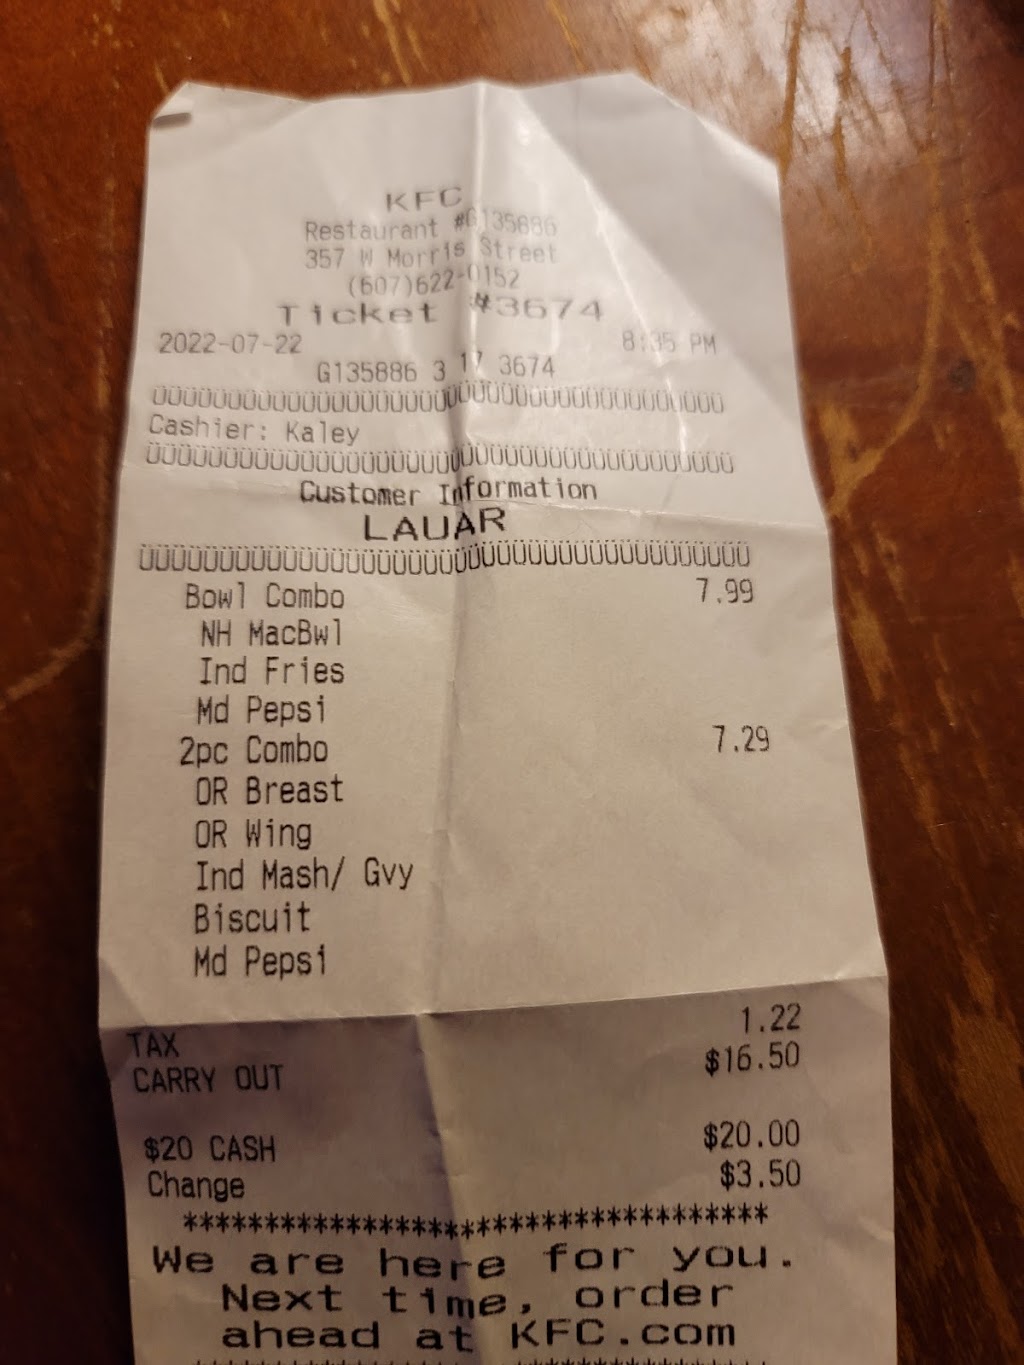 KFC
Restaurant #G135886
357 W Morris Street
(607)622-0152
Ticket #3674
2022-07-22 8:35 PM
G135886 3 17 3674
ÜÜÜÜÜÜÜÜÜÜÜÜÜÜÜÜÜÜÜÜÜÜÜÜÜÜÜÜÜÜÜÜÜÜÜÜÜÜÜ
Cashier: Kaley
ÜÜÜÜÜÜÜÜÜÜÜÜÜÜÜÜÜÜÜÜÜÜÜÜÜÜÜÜÜÜÜÜÜÜÜÜÜÜÜ
Customer Information
LAUAR
ÜÜÜÜÜÜÜÜÜÜÜÜÜÜÜÜÜÜÜÜÜÜÜÜÜÜÜÜÜÜÜÜÜÜÜÜÜÜÜ
Bowl Combo 7.99
NH MacBwl
Ind Fries
Md Pepsi
2pc Combo 7.29
OR Breast
OR Wing
Ind Mash/ Gvy
Biscuit
Md Pepsi
TAX 1.22
CARRY OUT $16.50
$20 CASH $20.00
Change $3.50
************************************
We are here for you.
Next time, order
ahead at KFC.com